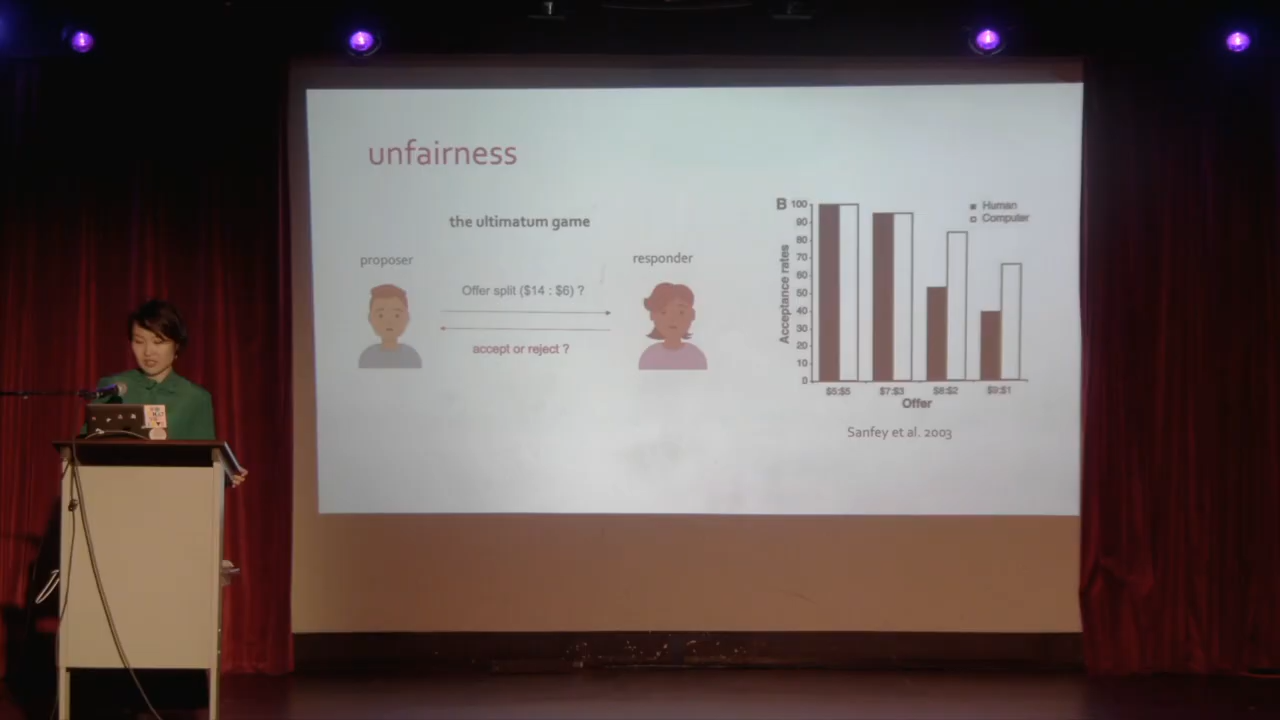 unfairness
the ultimatum game
proposer
responder
Offer split ($14 : $6) ?
accept or reject ?
B
Human
Computer
Acceptance rates
100
90
80
70
60
50
40
30
20
10
0
$5:$5 $7:$3 $8:$2 $9:$1
Offer
Sanfey et al. 2003